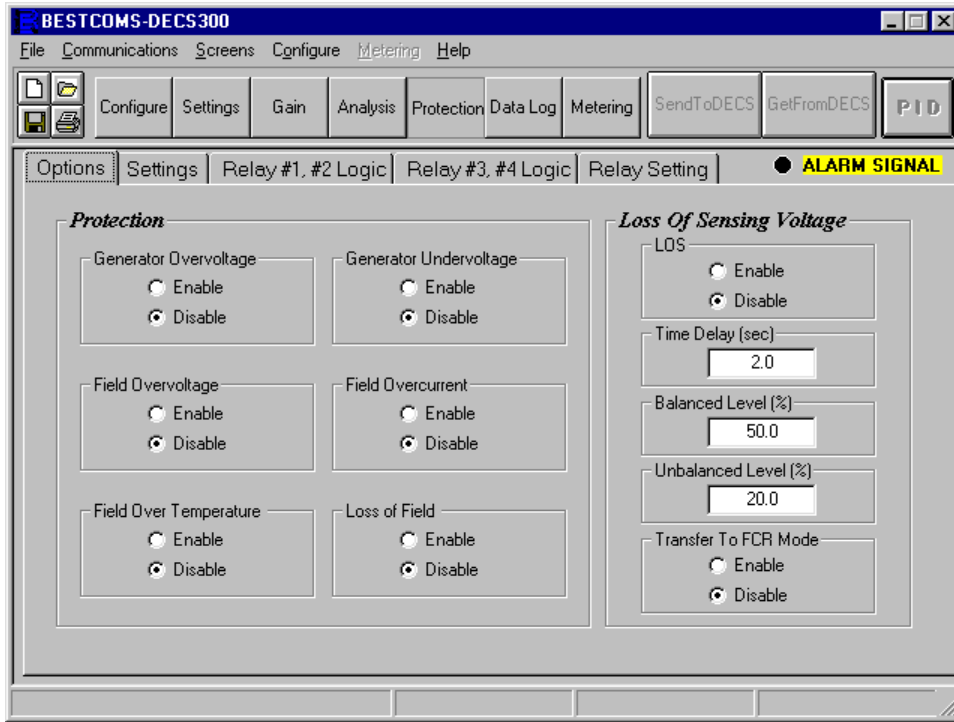 BESTCOMS-DECS300
File Communications Screens Configure Metering Help
Configure Settings Gain Analysis Protection Data Log Metering SendToDECS GetFromDECS PID
Options Settings Relay #1, #2 Logic Relay #3, #4 Logic Relay Setting ALARM SIGNAL
Protection
Generator Overvoltage
Enable
Disable
Generator Undervoltage
Enable
Disable
Field Overvoltage
Enable
Disable
Field Overcurrent
Enable
Disable
Field Over Temperature
Enable
Disable
Loss of Field
Enable
Disable
Loss Of Sensing Voltage
LOS
Enable
Disable
Time Delay (sec)
2.0
Balanced Level (%)
50.0
Unbalanced Level (%)
20.0
Transfer To FCR Mode
Enable
Disable